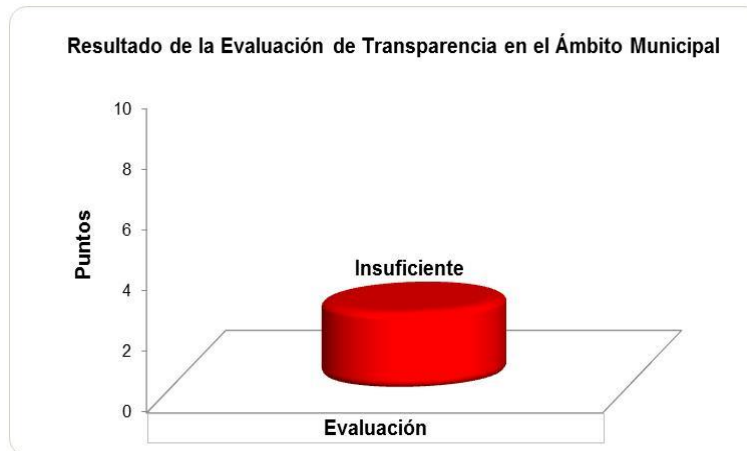 Resultado de la Evaluación de Transparencia en el Ámbito Municipal
10
8
6
4
2
0
Puntos
Insuficiente
Evaluación